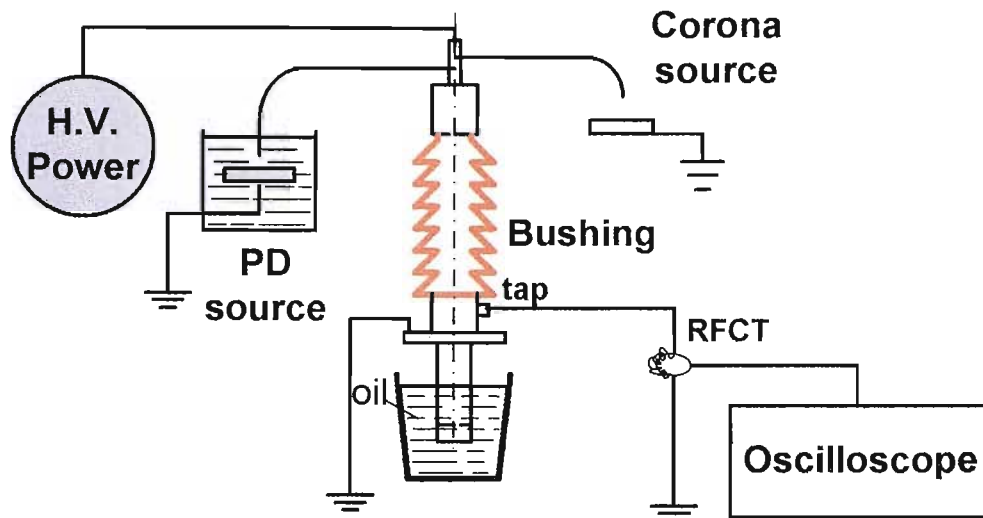 Corona
source
H.V.
Power
Bushing
PD
source
tap
RFCT
oil
Oscilloscope